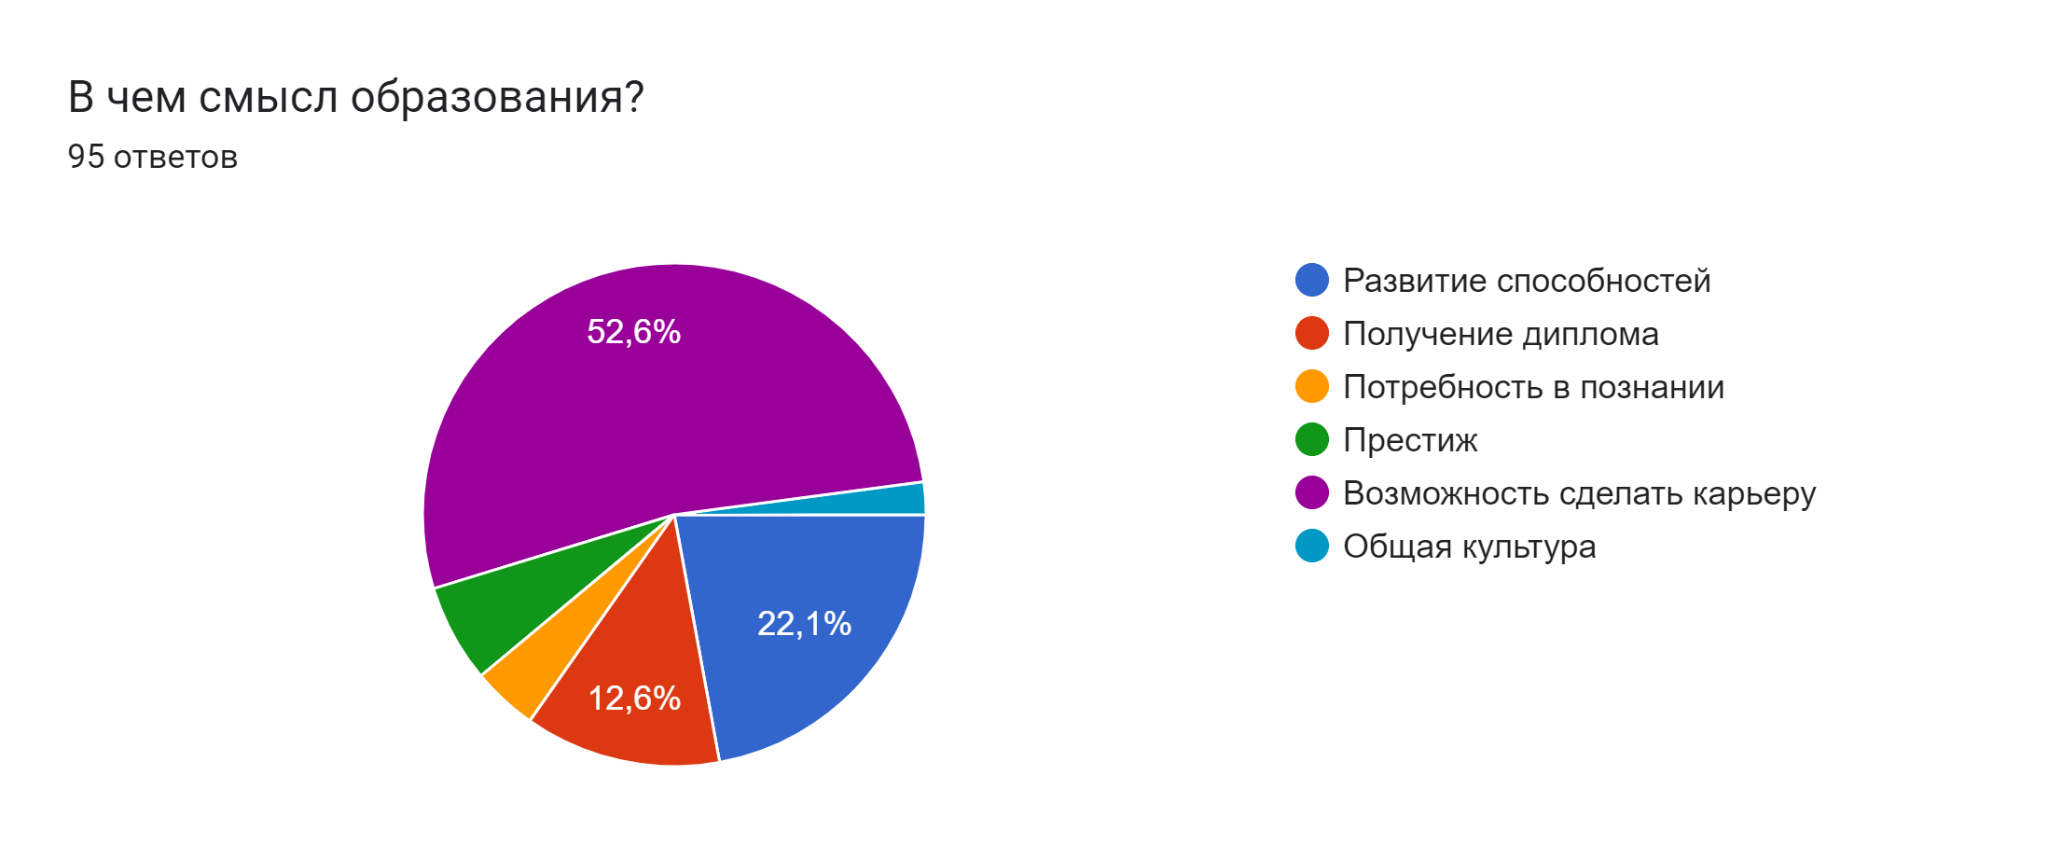 В чем смысл образования?
95 ответов
52,6%
22,1%
12,6%
Развитие способностей
Получение диплома
Потребность в познании
Престиж
Возможность сделать карьеру
Общая культура